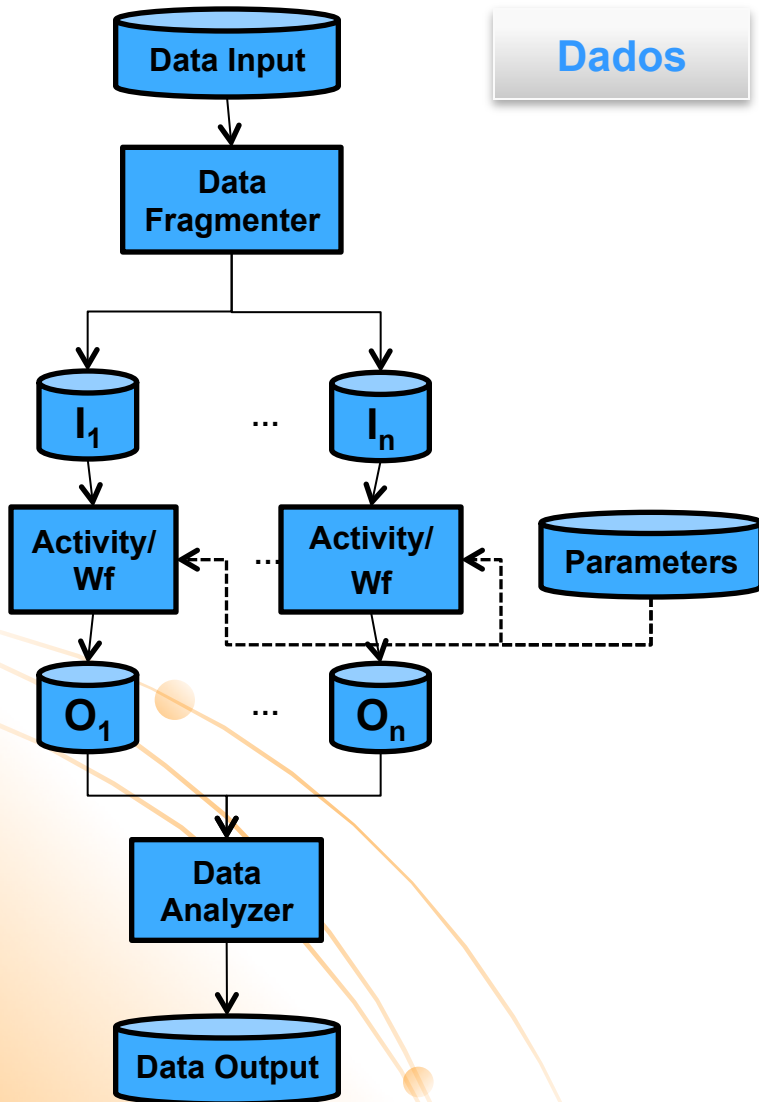 Data Input
Dados
Data
Fragmenter
I1
...
In
Activity/
Wf
...
Activity/
Wf
Parameters
O1
...
On
Data
Analyzer
Data Output